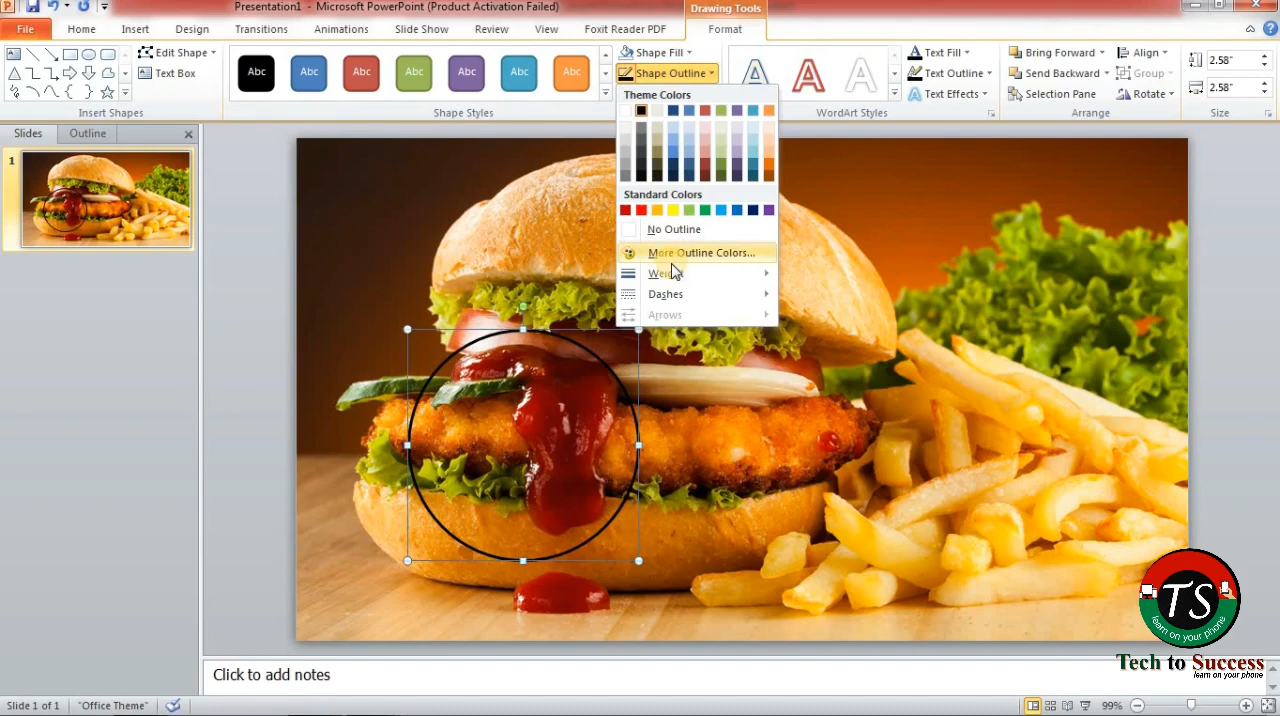 Presentation1 - Microsoft PowerPoint (Product Activation Failed)
Drawing Tools
File Home Insert Design Transitions Animations Slide Show Review View Foxit Reader PDF Format
Edit Shape
Text Box
Insert Shapes
Abc Abc Abc Abc Abc Abc Abc
Shape Styles
Shape Fill
Shape Outline
A A A
WordArt Styles
Text Fill
Text Outline
Text Effects
Bring Forward
Send Backward
Selection Pane
Align
Group
Rotate
Arrange
2.58"
2.58"
Size
Theme Colors
Standard Colors
No Outline
More Outline Colors...
Dashes
Arrows
Slides Outline
1
TS
learn on your phone
Tech to Success
learn on your phone
Click to add notes
Slide 1 of 1 "Office Theme" 99%